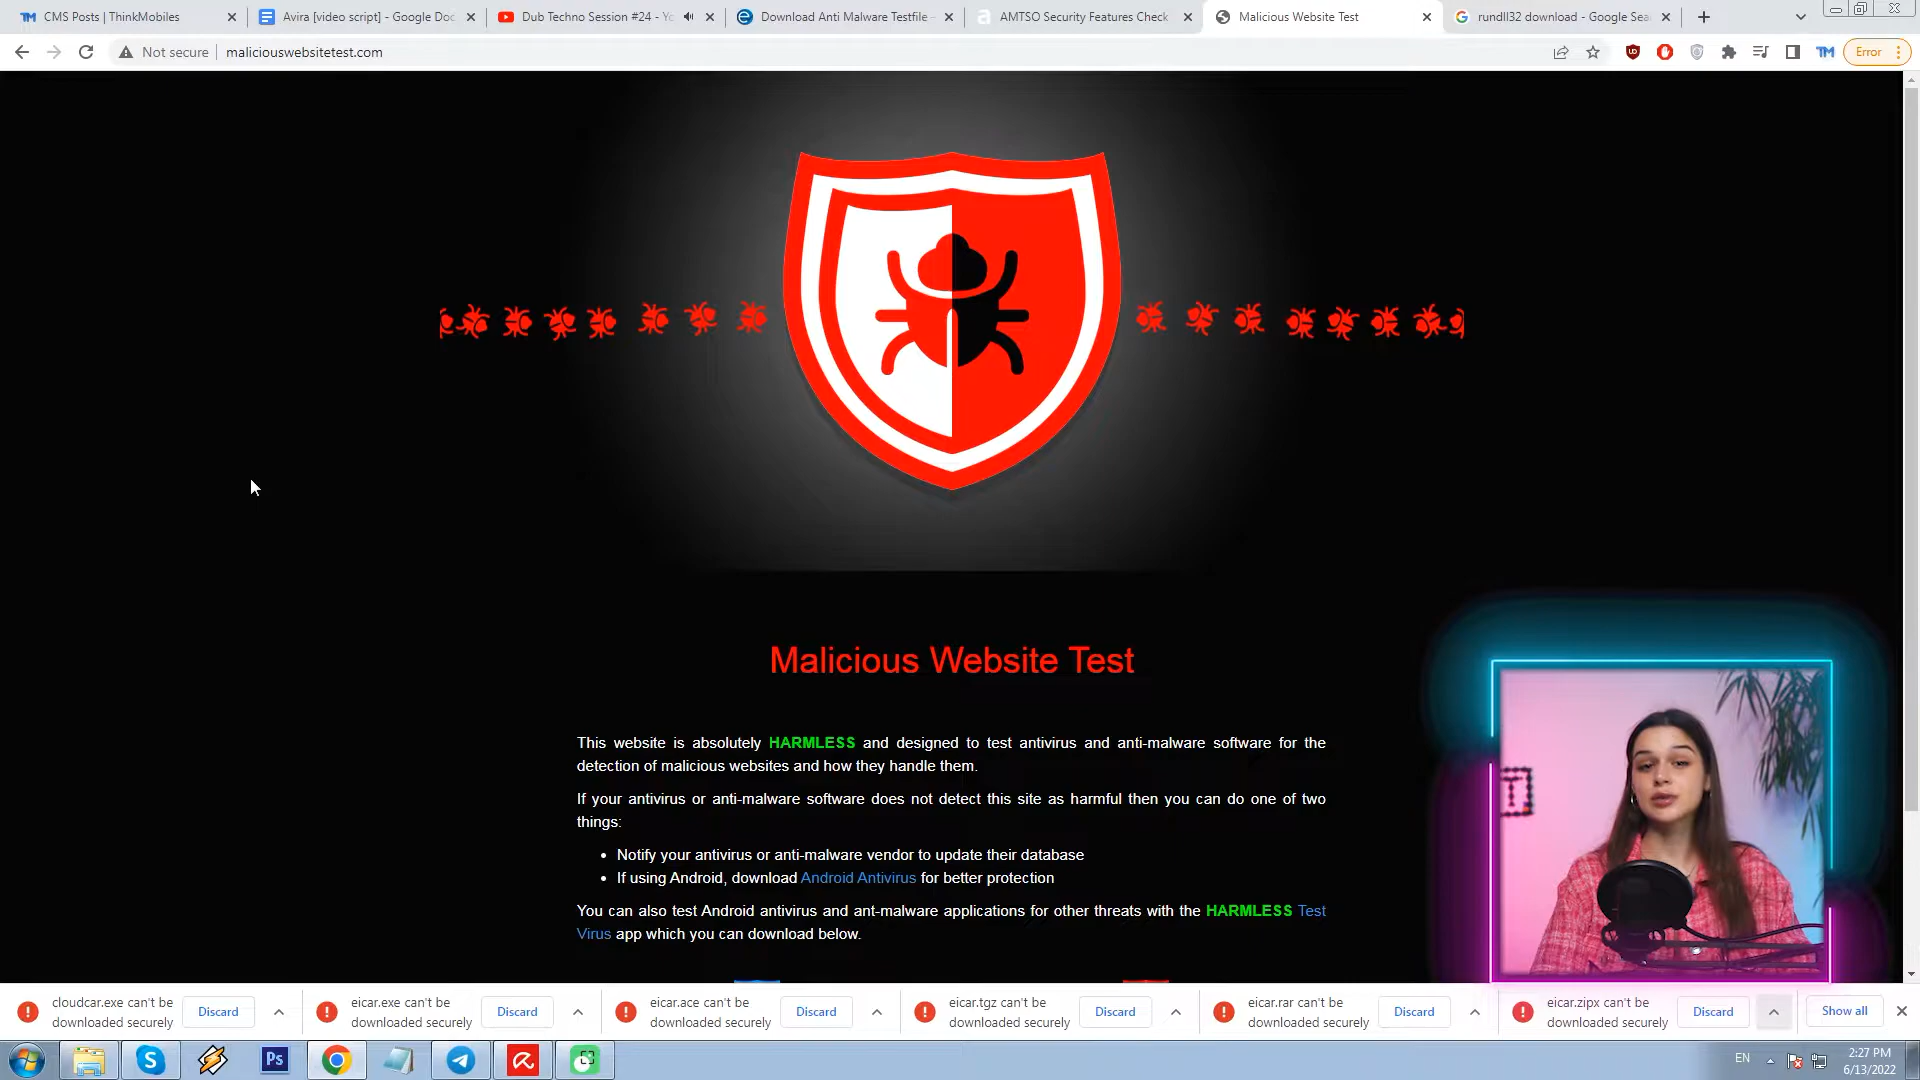 CMS Posts | ThinkMobiles
Avira [video script] - Google Doc
Dub Techno Session #24 - Yo
Download Anti Malware Testfile -
AMTSO Security Features Check
Malicious Website Test
rundll32 download - Google Sea
Not secure
maliciouswebsitetest.com
TM
Error
Malicious Website Test
This website is absolutely HARMLESS and designed to test antivirus and anti-malware software for the
detection of malicious websites and how they handle them.
If your antivirus or anti-malware software does not detect this site as harmful then you can do one of two
things:
• Notify your antivirus or anti-malware vendor to update their database
• If using Android, download Android Antivirus for better protection
You can also test Android antivirus and ant-malware applications for other threats with the HARMLESS Test
Virus app which you can download below.
cloudcar.exe can't be
downloaded securely
Discard
eicar.exe can't be
downloaded securely
Discard
eicar.ace can't be
downloaded securely
Discard
eicar.tgz can't be
downloaded securely
Discard
eicar.rar can't be
downloaded securely
Discard
eicar.zipx can't be
downloaded securely
Discard
Show all
Ps
EN
2:27 PM
6/13/2022